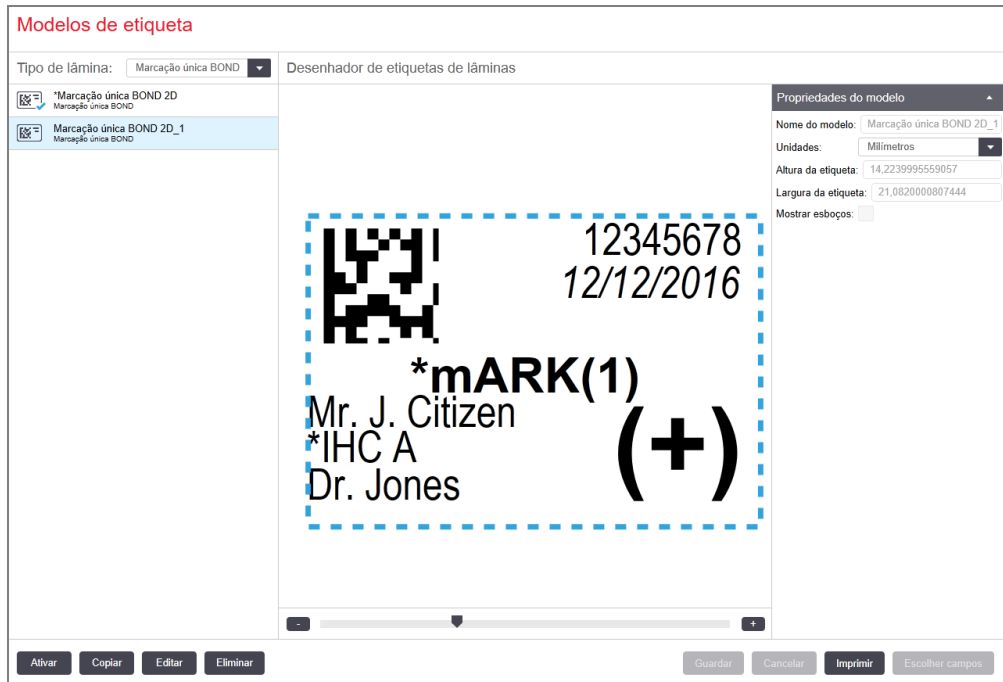 Modelos de etiqueta
Tipo de lâmina: Marcação única BOND
Desenhador de etiquetas de lâminas
*Marcação única BOND 2D
Marcação única BOND
Marcação única BOND 2D_1
Marcação única BOND
12345678
12/12/2016
*mARK(1)
Mr. J. Citizen
*IHC A
Dr. Jones
(+)
Propriedades do modelo
Nome do modelo: Marcação única BOND 2D_1
Unidades: Milímetros
Altura da etiqueta: 14,2239995559057
Largura da etiqueta: 21,0820000807444
Mostrar esboços:
- +
Ativar Copiar Editar Eliminar Guardar Cancelar Imprimir Escolher campos